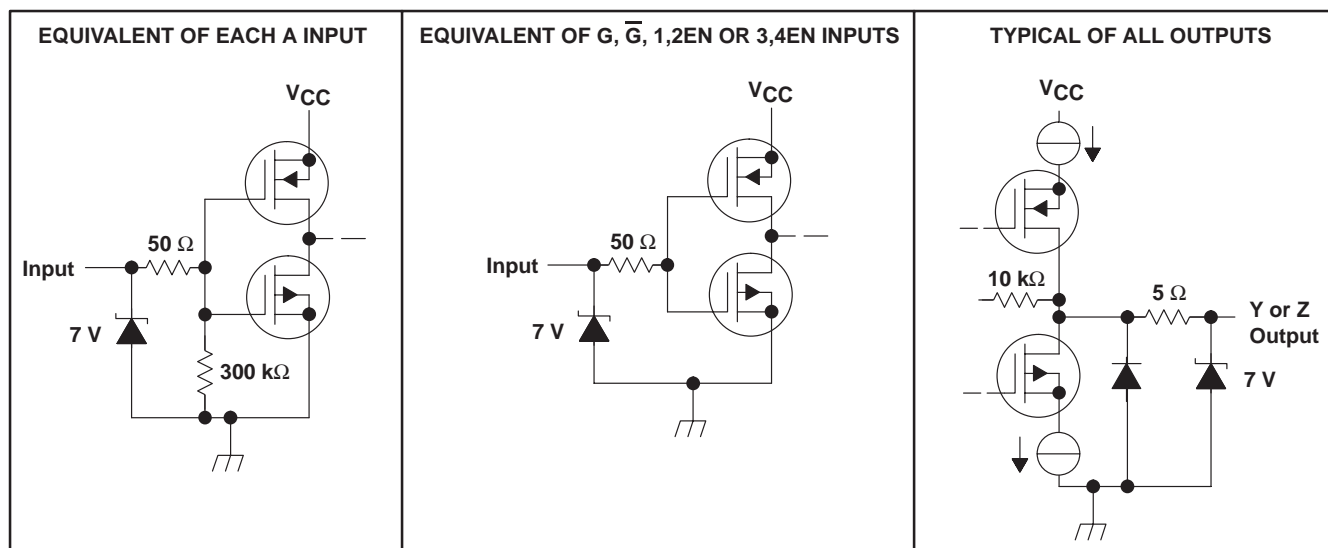 EQUIVALENT OF EACH A INPUT
VCC
50 Ω
Input
7 V
300 kΩ
EQUIVALENT OF G, G̅, 1,2EN OR 3,4EN INPUTS
VCC
50 Ω
Input
7 V
TYPICAL OF ALL OUTPUTS
VCC
10 kΩ
5 Ω
Y or Z
Output
7 V